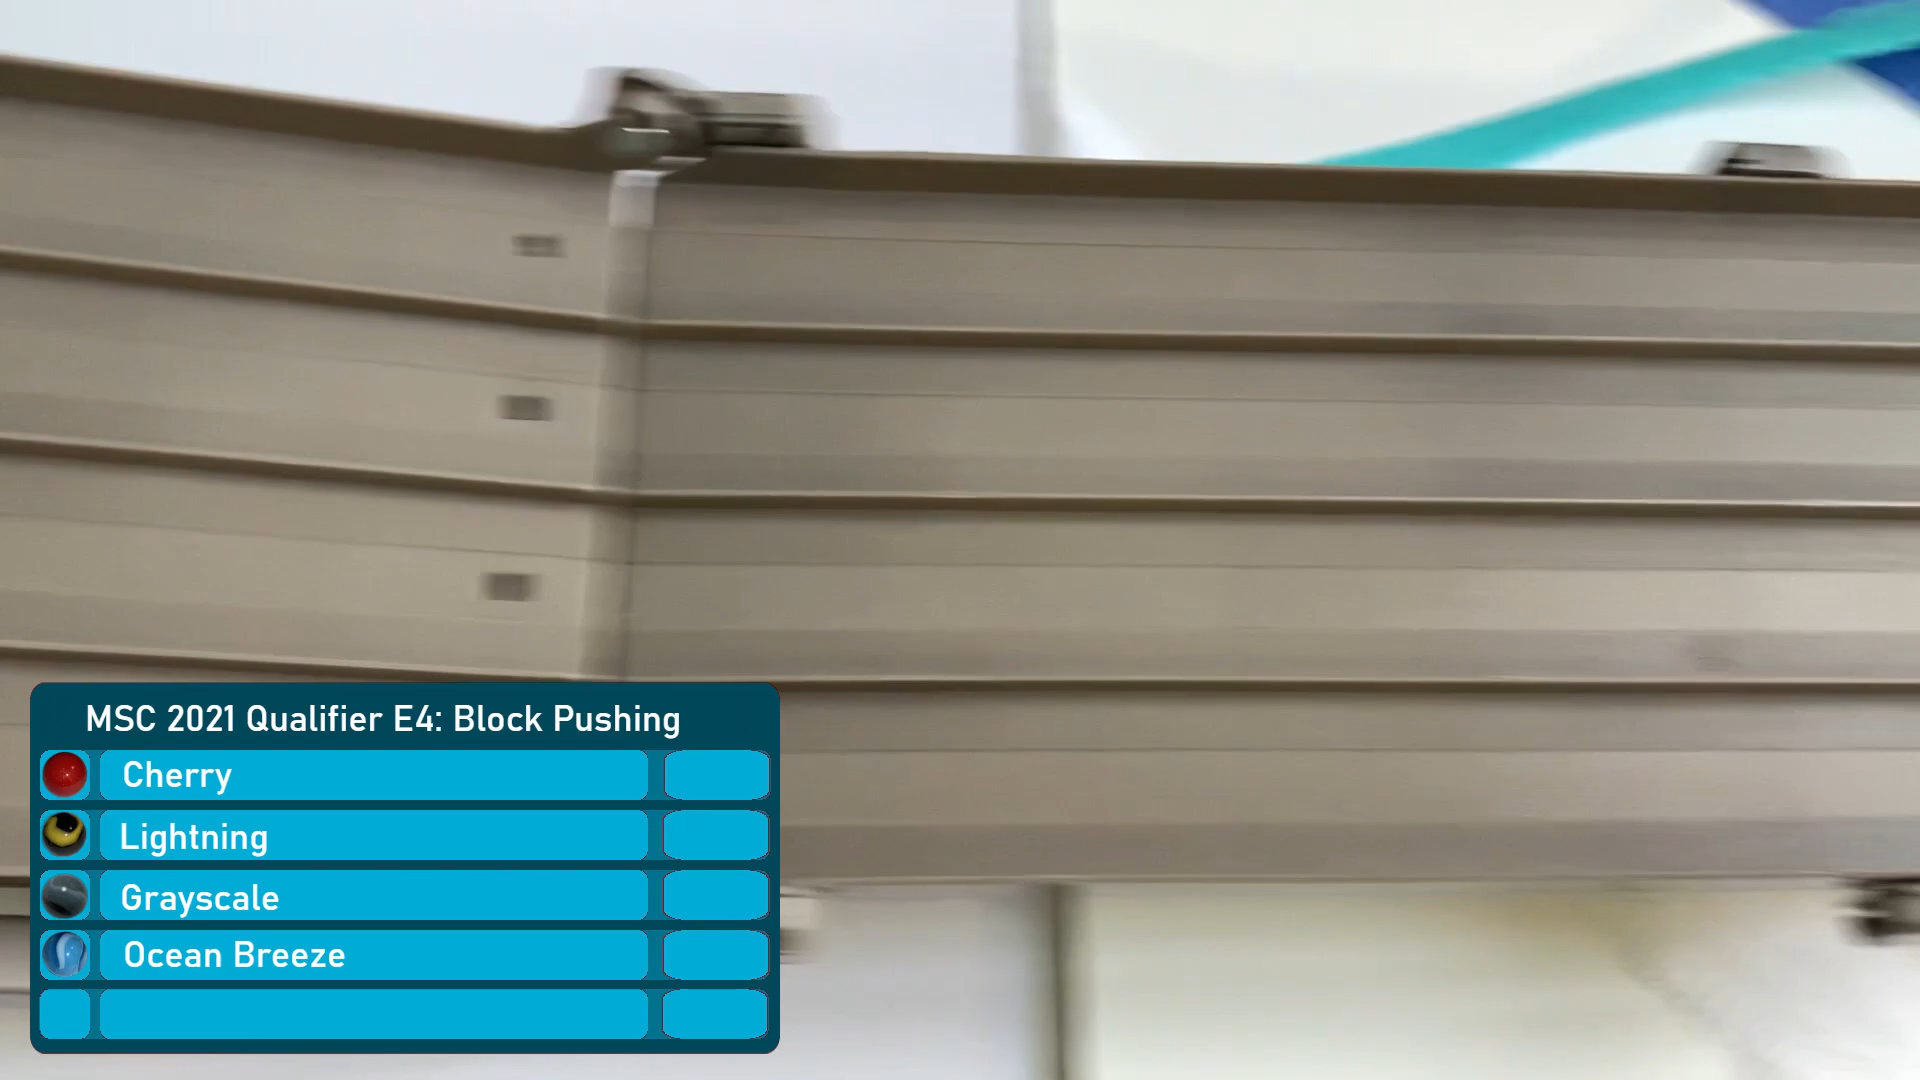 MSC 2021 Qualifier E4: Block Pushing
Cherry
Lightning
Grayscale
Ocean Breeze